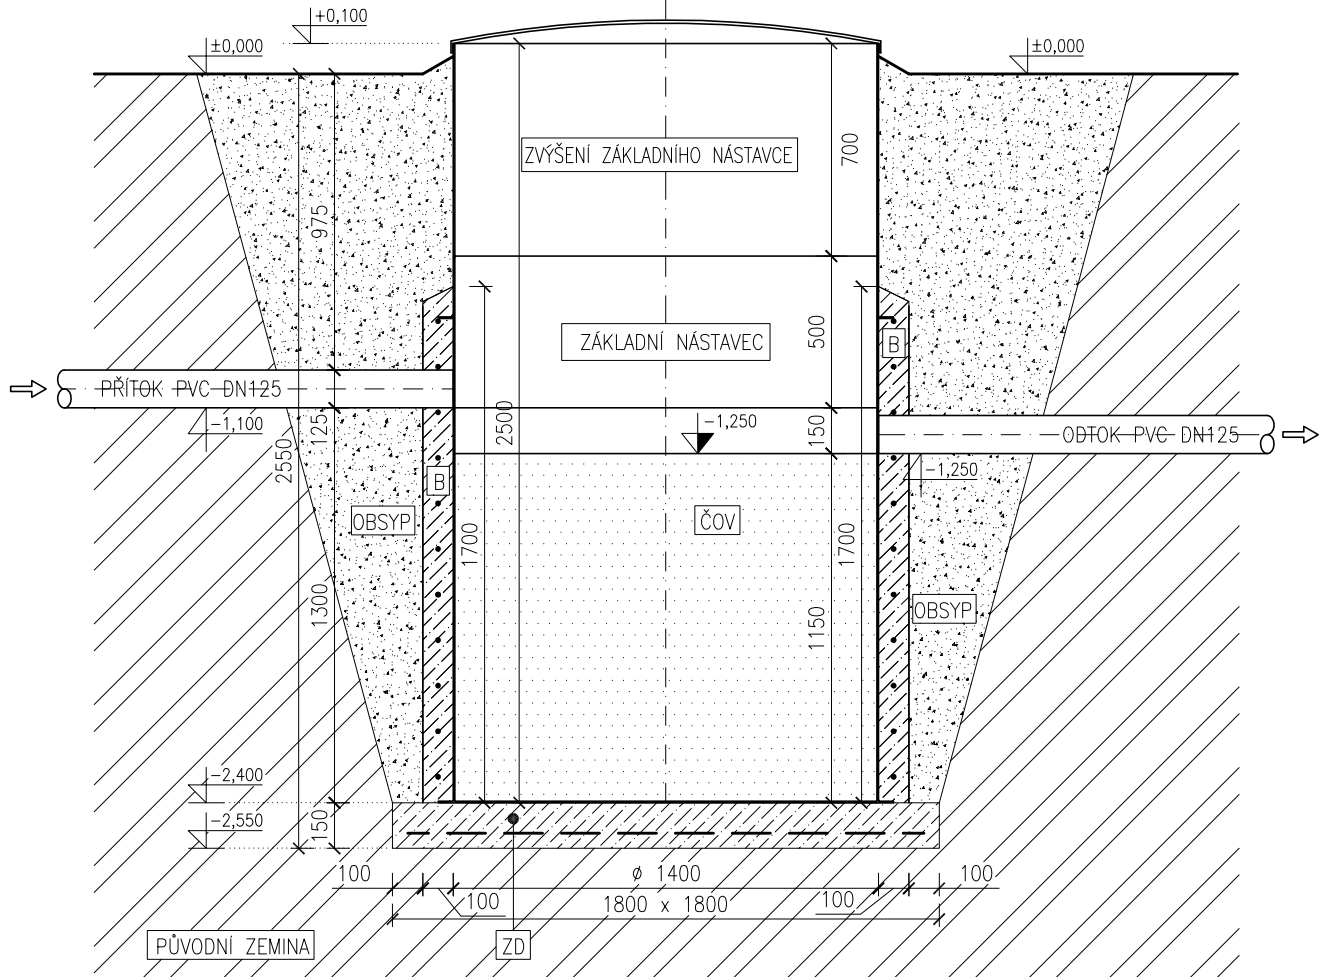 +0,100
±0,000
±0,000
ZVÝŠENÍ ZÁKLADNÍHO NÁSTAVCE
700
975
ZÁKLADNÍ NÁSTAVEC
500
B
PŘÍTOK PVC DN125
-1,100
125
2500
-1,250
150
ODTOK PVC DN125
2550
B
-1,250
OBSYP
ČOV
1700
1700
1300
1150
OBSYP
-2,400
-2,550
150
100
ø 1400
100
100
1800 x 1800
100
PŮVODNÍ ZEMINA
ZD